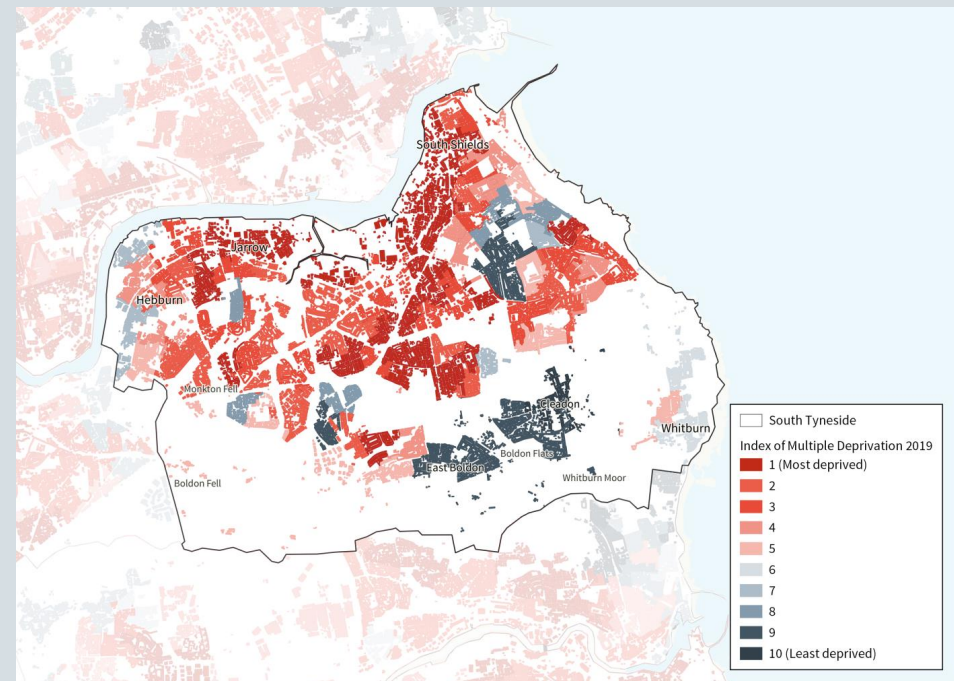 South Shields
Jarrow
Hebburn
Monkton Fell
Cleadon
Whitburn
Boldon Flats
East Boldon
Whitburn Moor
Boldon Fell
South Tyneside
Index of Multiple Deprivation 2019
1 (Most deprived)
2
3
4
5
6
7
8
9
10 (Least deprived)